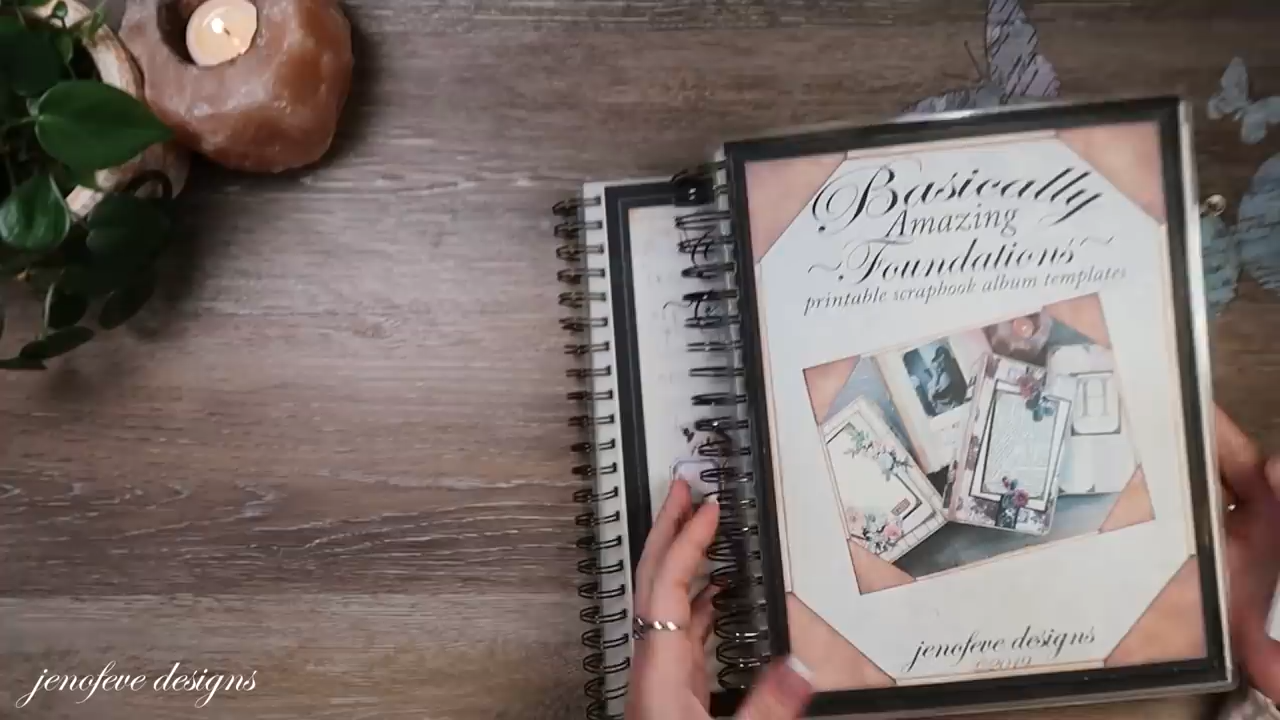 Basically
Amazing
~Foundations~
printable scrapbook album templates
H
jenofeve designs
©2019
jenofeve designs